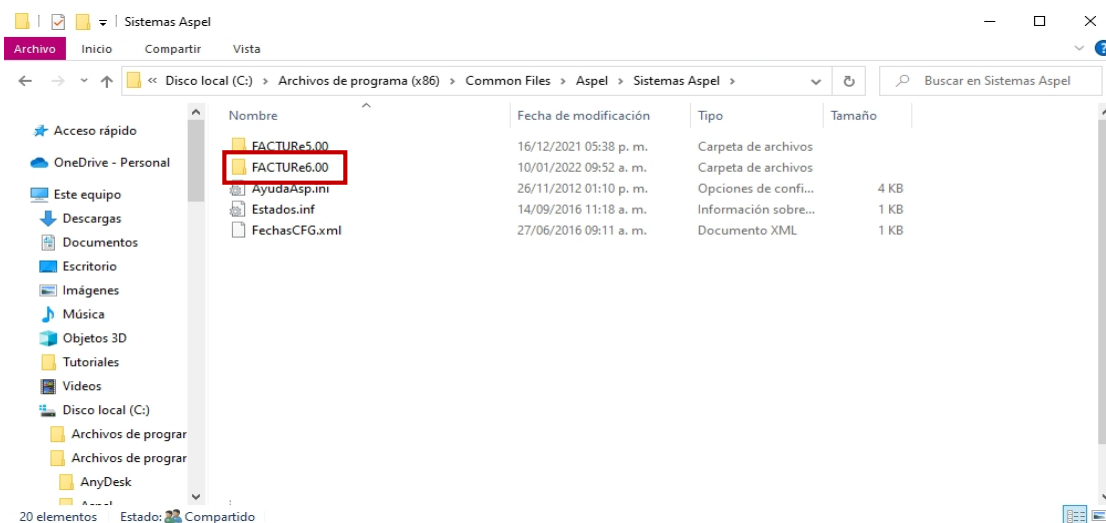 Sistemas Aspel
Archivo Inicio Compartir Vista
« Disco local (C:) > Archivos de programa (x86) > Common Files > Aspel > Sistemas Aspel > Buscar en Sistemas Aspel
Nombre Fecha de modificación Tipo Tamaño
Acceso rápido
OneDrive - Personal
Este equipo
Descargas
Documentos
Escritorio
Imágenes
Música
Objetos 3D
Tutoriales
Videos
Disco local (C:)
Archivos de progran
Archivos de progran
AnyDesk
Aspel
FACTURe5.00 16/12/2021 05:38 p. m. Carpeta de archivos
FACTURe6.00 10/01/2022 09:52 a. m. Carpeta de archivos
AyudaAsp.ini 26/11/2012 01:10 p. m. Opciones de confi... 4 KB
Estados.inf 14/09/2016 11:18 a. m. Información sobre... 1 KB
FechasCFG.xml 27/06/2016 09:11 a. m. Documento XML 1 KB
20 elementos Estado: Compartido